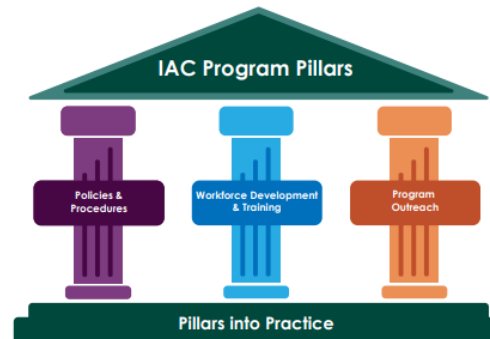 IAC Program Pillars
Policies &
Procedures
Workforce Development
& Training
Program
Outreach
Pillars into Practice